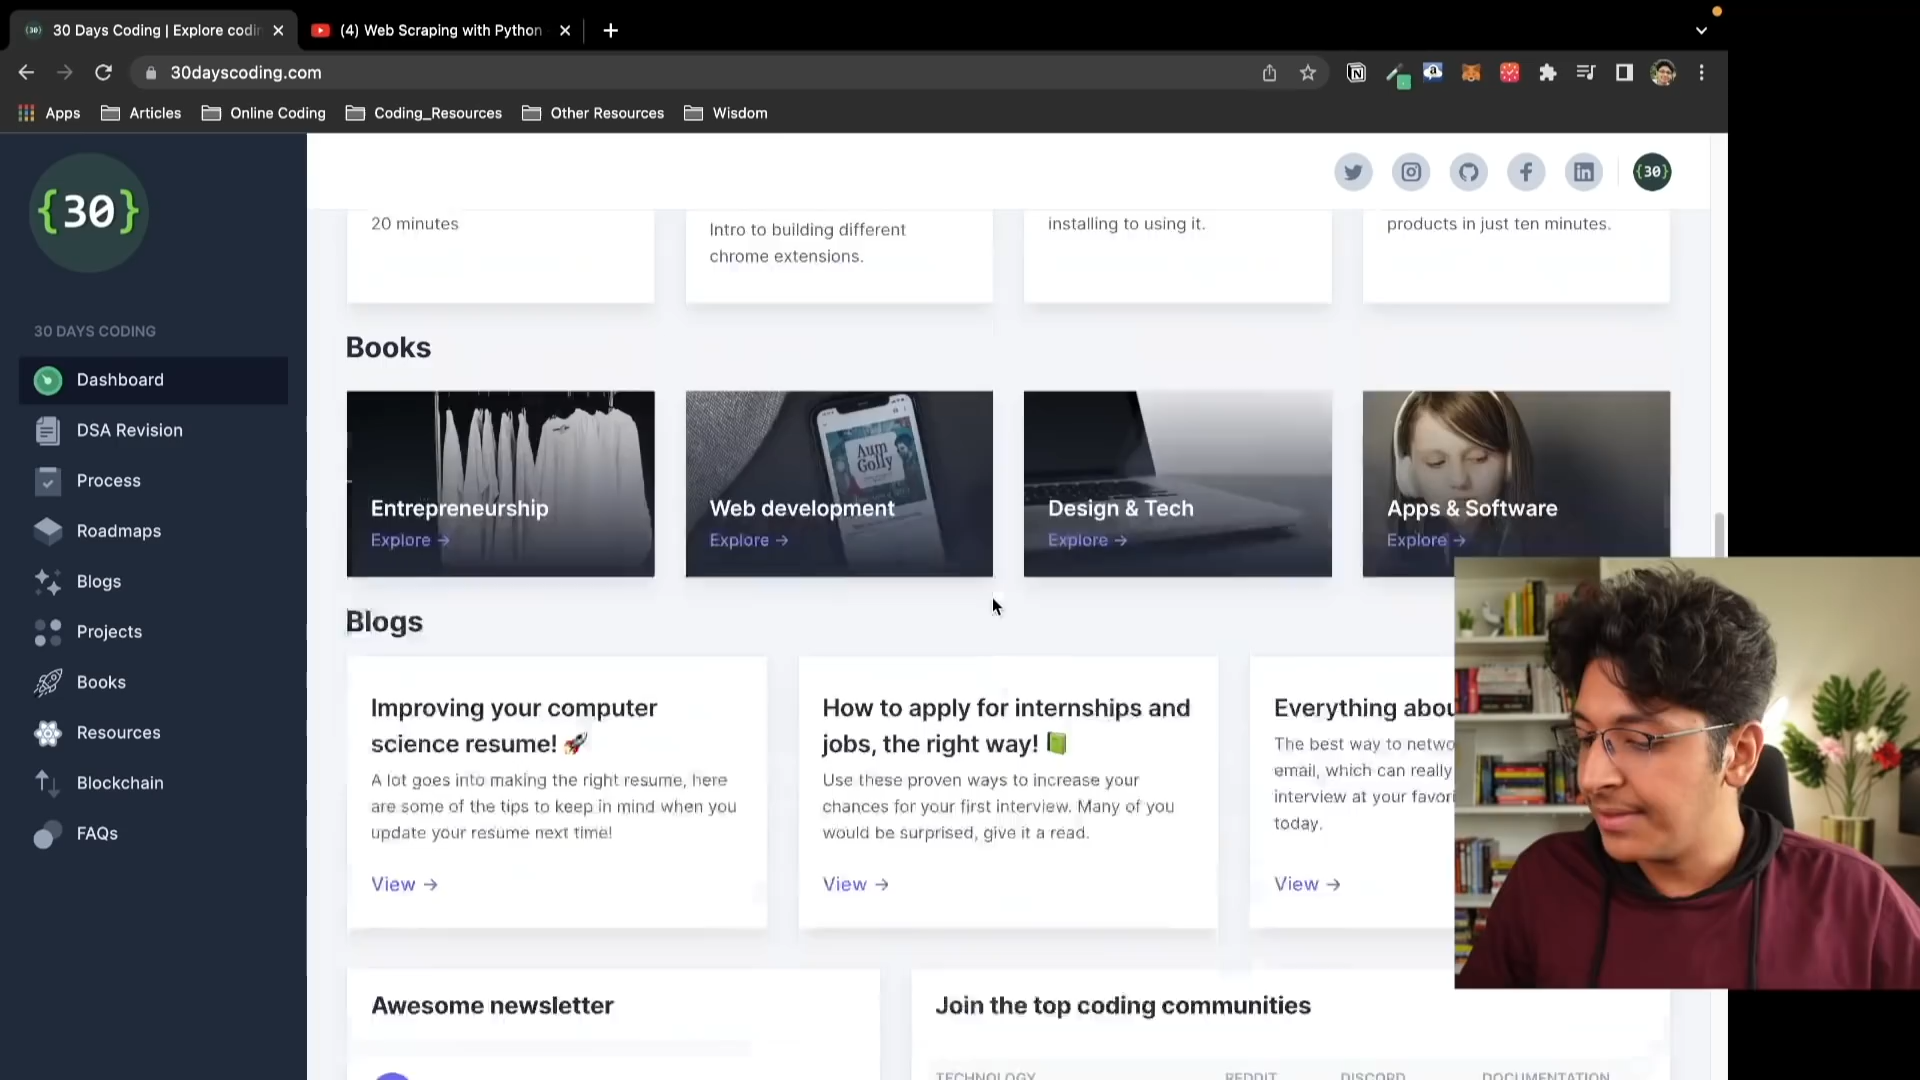 30 Days Coding | Explore codin
(4) Web Scraping with Python
30dayscoding.com
Apps
Articles
Online Coding
Coding_Resources
Other Resources
Wisdom
{30}
30 DAYS CODING
Dashboard
DSA Revision
Process
Roadmaps
Blogs
Projects
Books
Resources
Blockchain
FAQs
{30}
20 minutes
Intro to building different
chrome extensions.
installing to using it.
products in just ten minutes.
Books
Aum
Golly
Entrepreneurship
Explore →
Web development
Explore →
Design & Tech
Explore →
Apps & Software
Explore →
Blogs
Improving your computer
science resume! 🚀
A lot goes into making the right resume, here
are some of the tips to keep in mind when you
update your resume next time!
View →
How to apply for internships and
jobs, the right way! 📗
Use these proven ways to increase your
chances for your first interview. Many of you
would be surprised, give it a read.
View →
Everything abou
The best way to netwo
email, which can really
interview at your favori
today.
View →
Awesome newsletter
Join the top coding communities
TECHNOLOGY
REDDIT
DISCORD
DOCUMENTATION